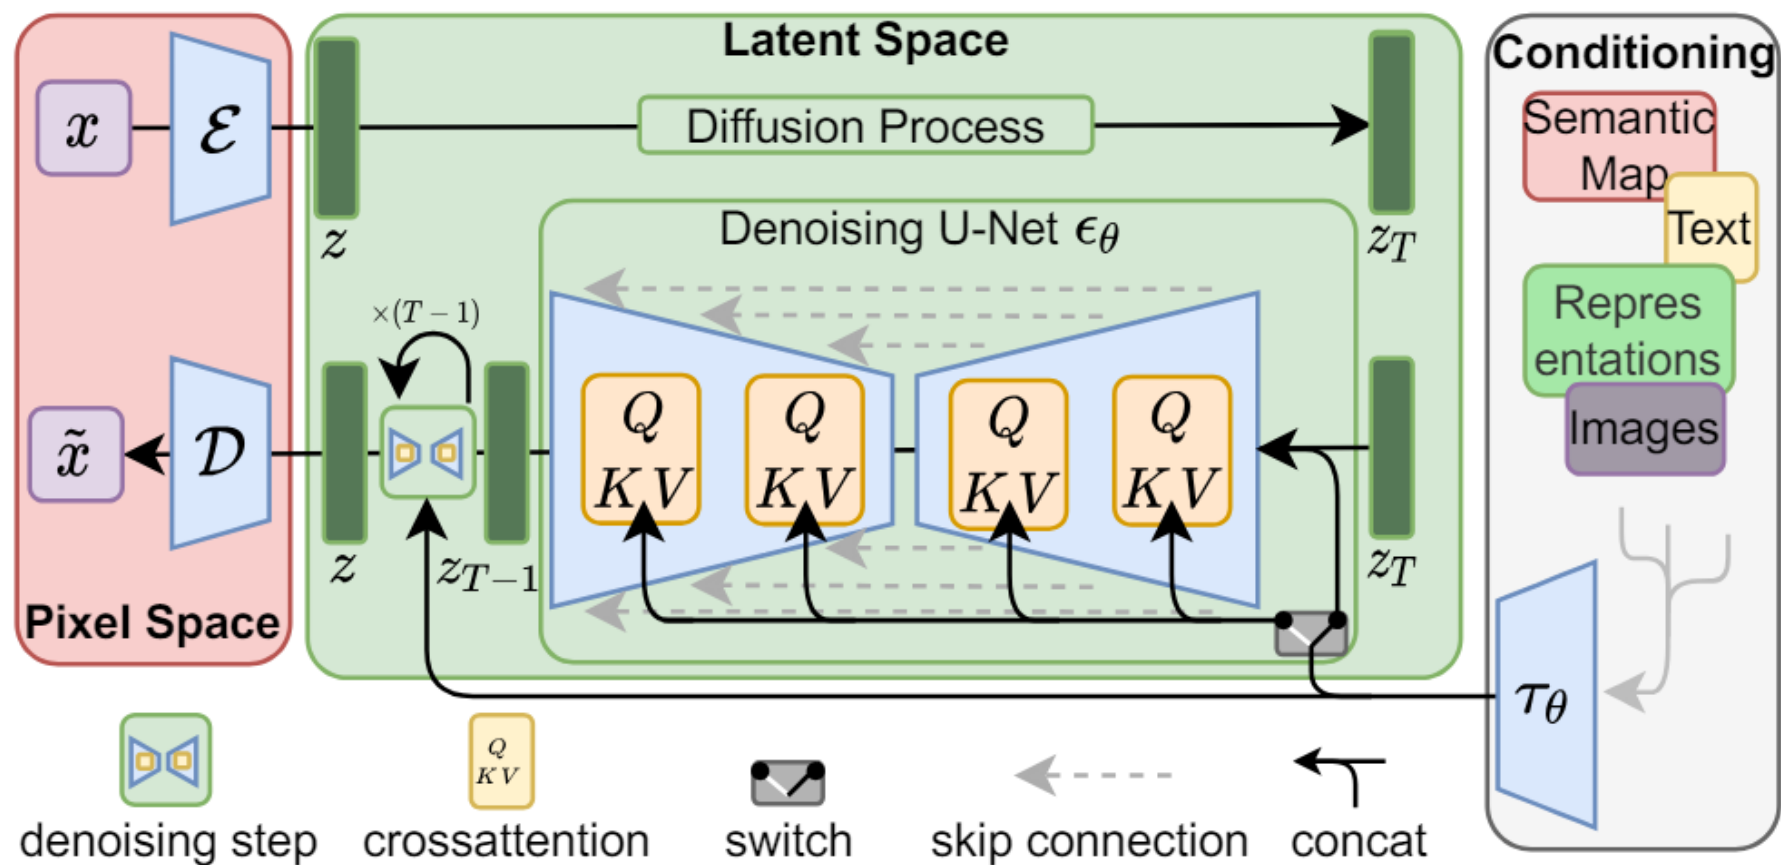 Latent Space
Conditioning
x
ℰ
Diffusion Process
z
z_T
Semantic
Map
Text
Denoising U-Net ϵ_θ
×(T − 1)
Repres
entations
Images
x̃
𝒟
z
z_{T−1}
Q
K V
Q
K V
Q
K V
Q
K V
z_T
Pixel Space
τ_θ
Q
K V
denoising step
crossattention
switch
skip connection
concat